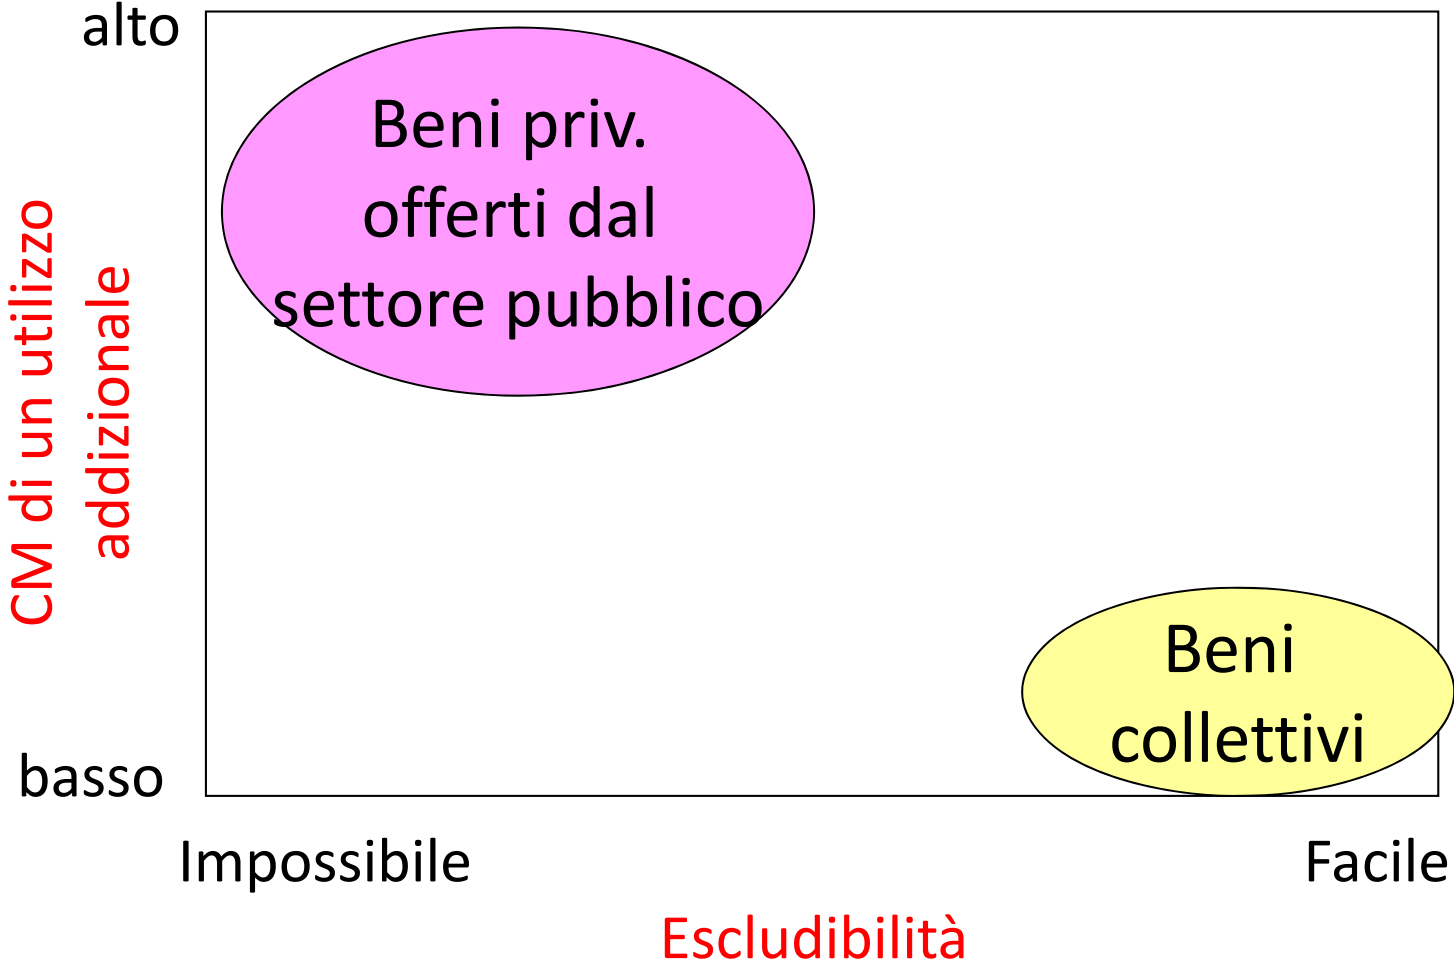 alto
Beni priv.
offerti dal
settore pubblico
CM di un utilizzo
addizionale
Beni
collettivi
basso
Impossibile
Facile
Escludibilità